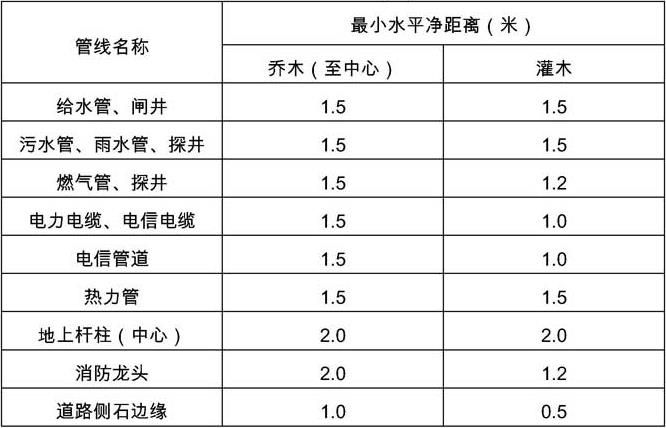 管线名称 最小水平净距离（米）
乔木（至中心） 灌木
给水管、闸井 1.5 1.5
污水管、雨水管、探井 1.5 1.5
燃气管、探井 1.5 1.2
电力电缆、电信电缆 1.5 1.0
电信管道 1.5 1.0
热力管 1.5 1.5
地上杆柱（中心） 2.0 2.0
消防龙头 2.0 1.2
道路侧石边缘 1.0 0.5